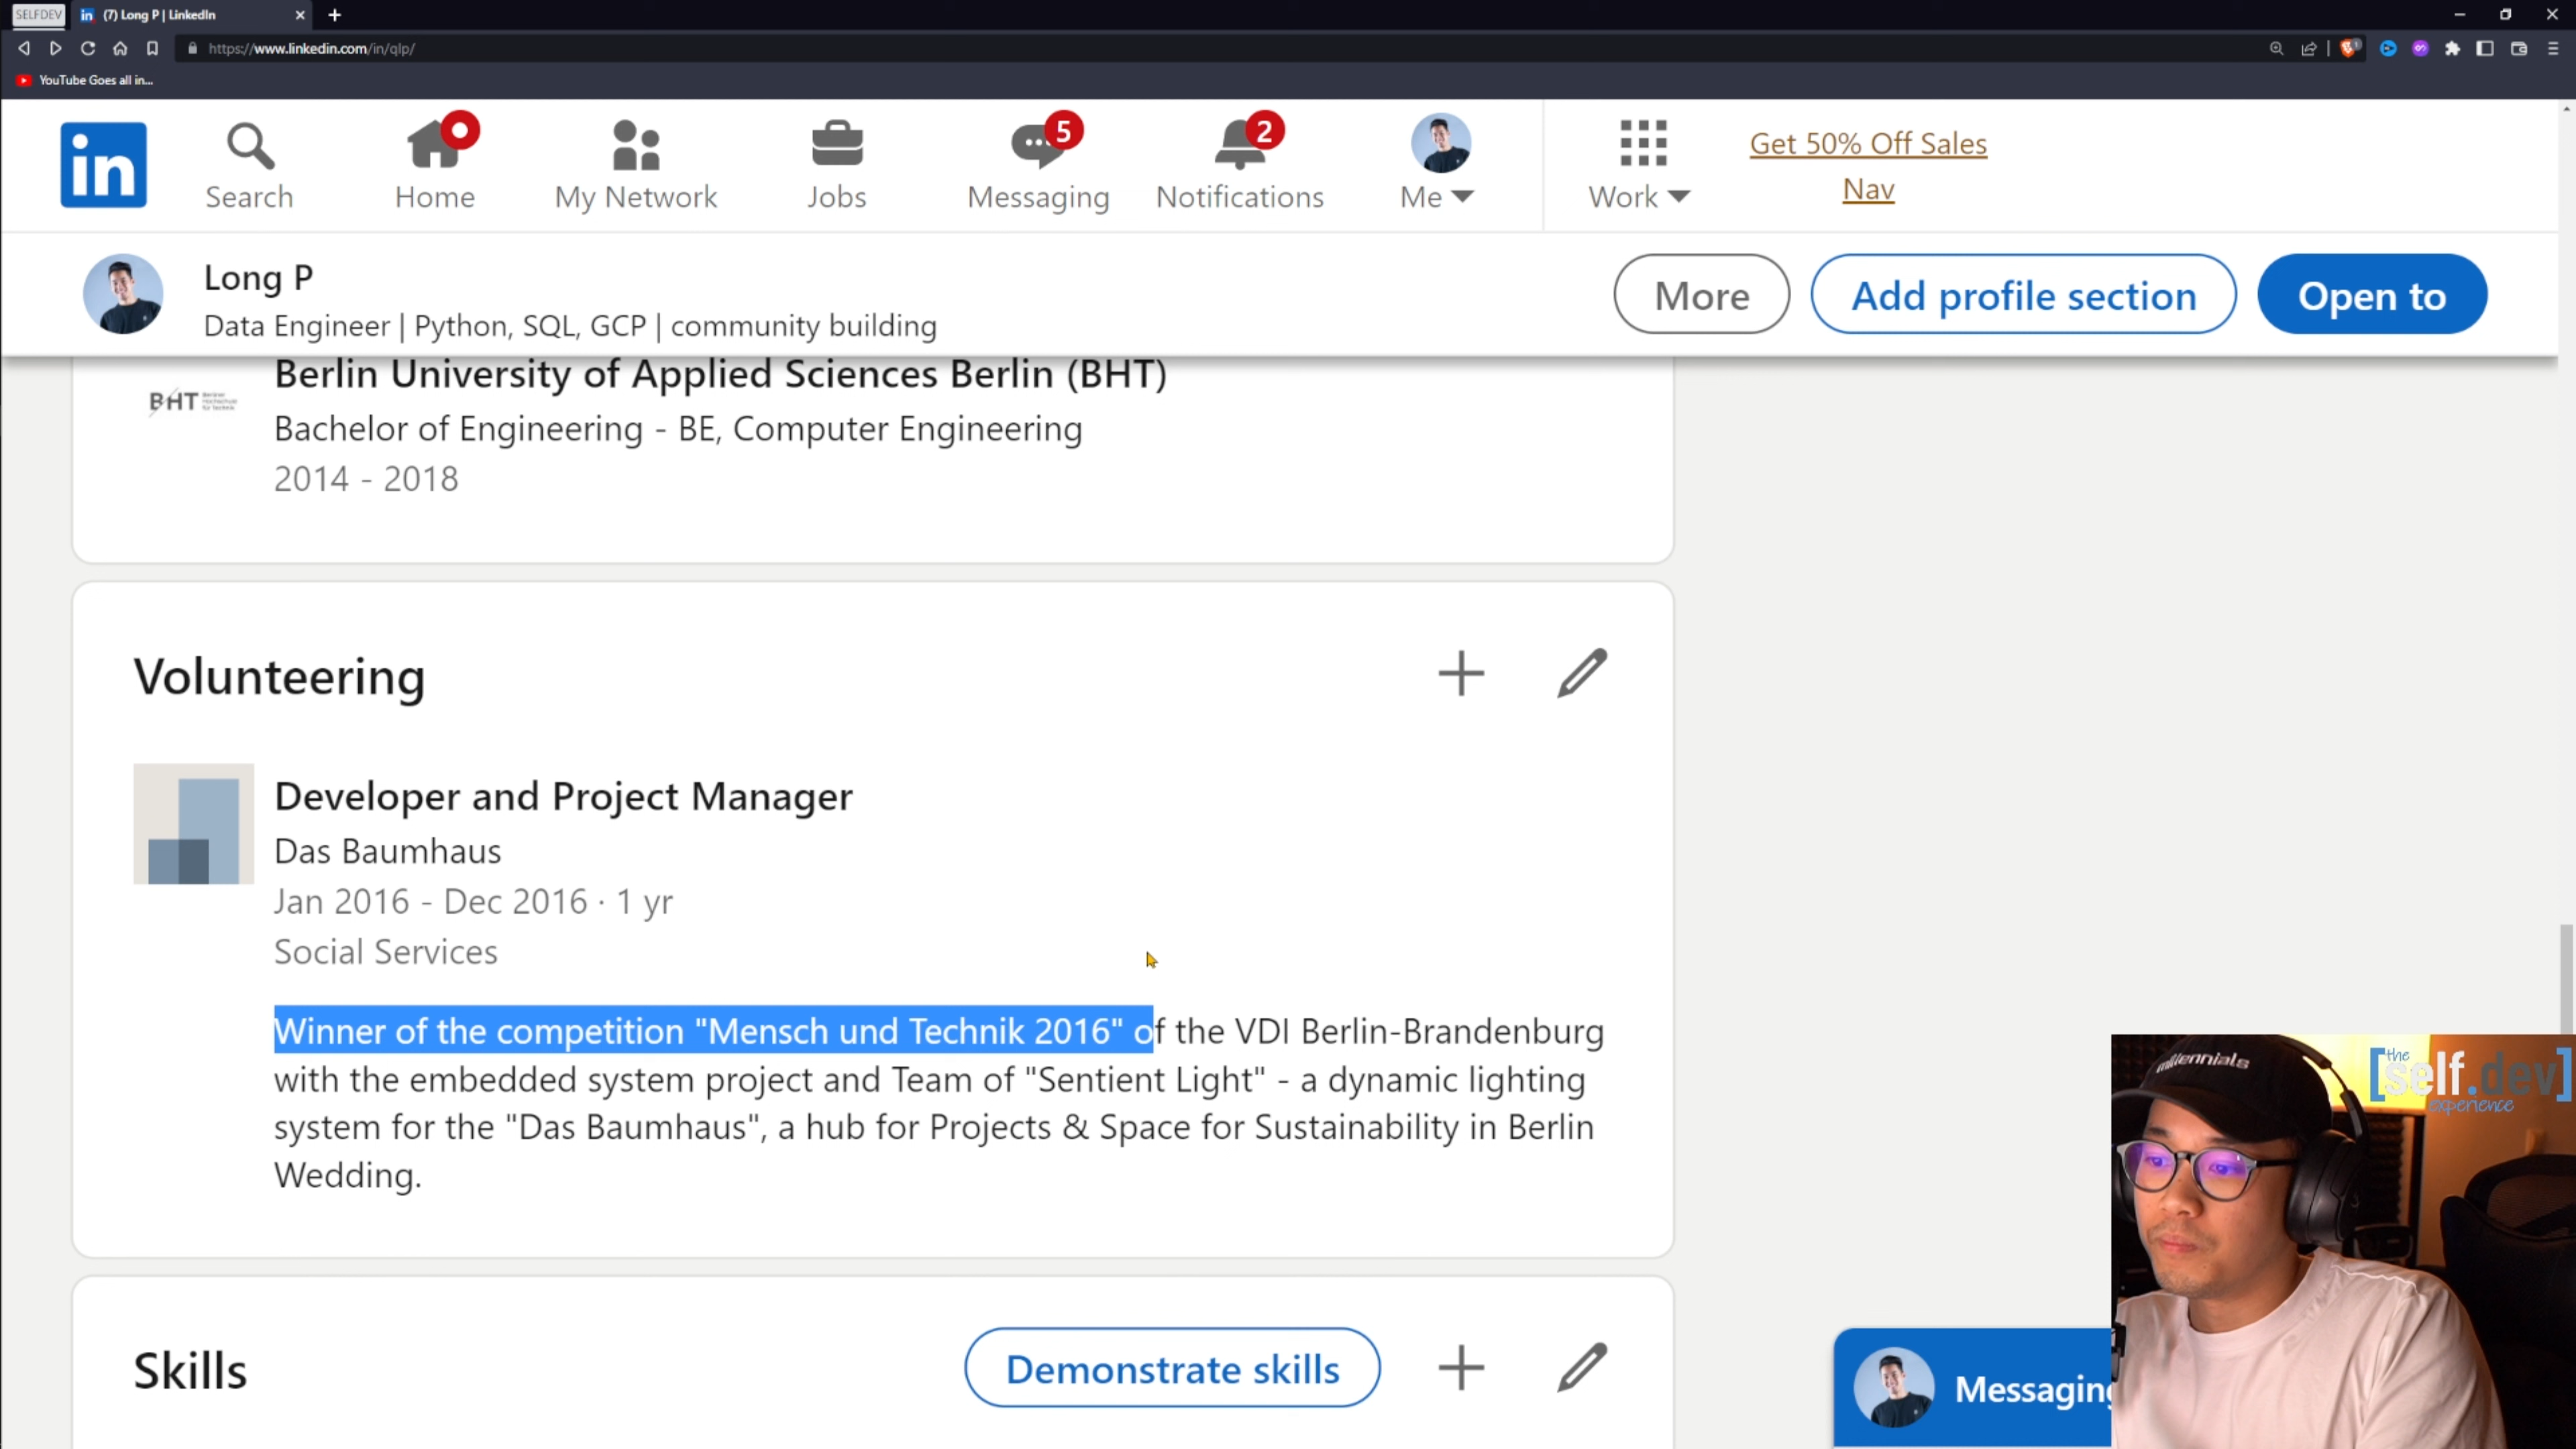 SELFDEV
in (7) Long P | LinkedIn
https://www.linkedin.com/in/qlp/
YouTube Goes all in...
in
Search
Home
My Network
Jobs
5
Messaging
2
Notifications
Me
Work
Get 50% Off Sales
Nav
Long P
Data Engineer | Python, SQL, GCP | community building
More
Add profile section
Open to
Berlin University of Applied Sciences Berlin (BHT)
BHT
Bachelor of Engineering - BE, Computer Engineering
2014 - 2018
Volunteering
Developer and Project Manager
Das Baumhaus
Jan 2016 - Dec 2016 · 1 yr
Social Services
Winner of the competition "Mensch und Technik 2016" of the VDI Berlin-Brandenburg
with the embedded system project and Team of "Sentient Light" - a dynamic lighting
system for the "Das Baumhaus", a hub for Projects & Space for Sustainability in Berlin
Wedding.
millennials
[the self.dev]
experience
Skills
Demonstrate skills
Messaging